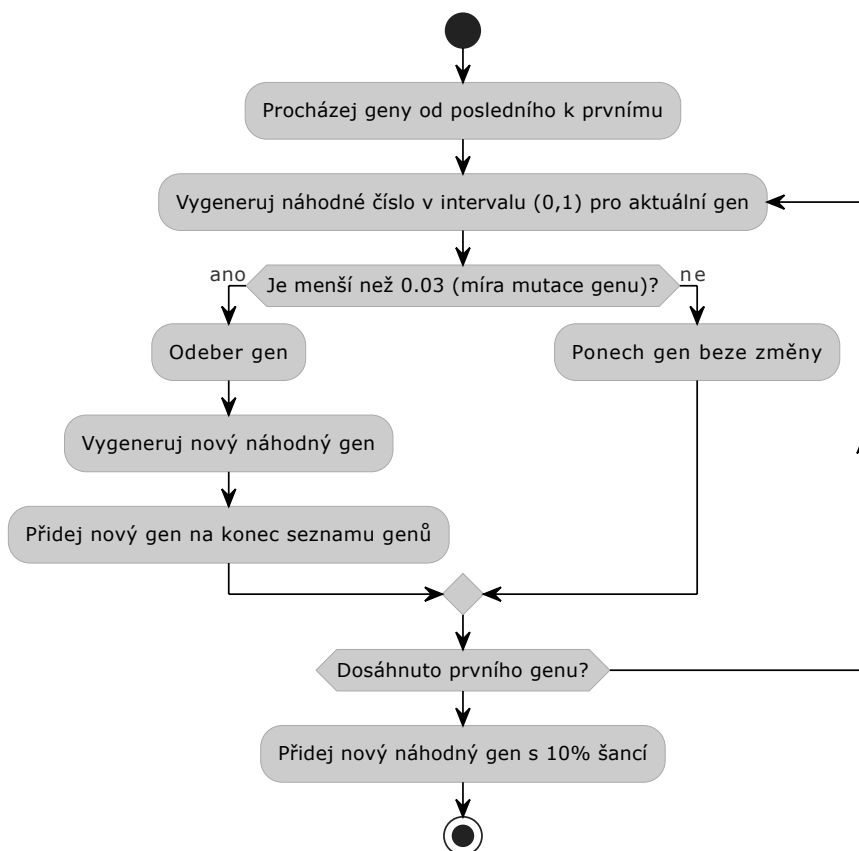 Procházej geny od posledního k prvnímu
Vygeneruj náhodné číslo v intervalu (0,1) pro aktuální gen
ano
Je menší než 0.03 (míra mutace genu)?
ne
Odeber gen
Ponech gen beze změny
Vygeneruj nový náhodný gen
Přidej nový gen na konec seznamu genů
Dosáhnuto prvního genu?
Přidej nový náhodný gen s 10% šancí